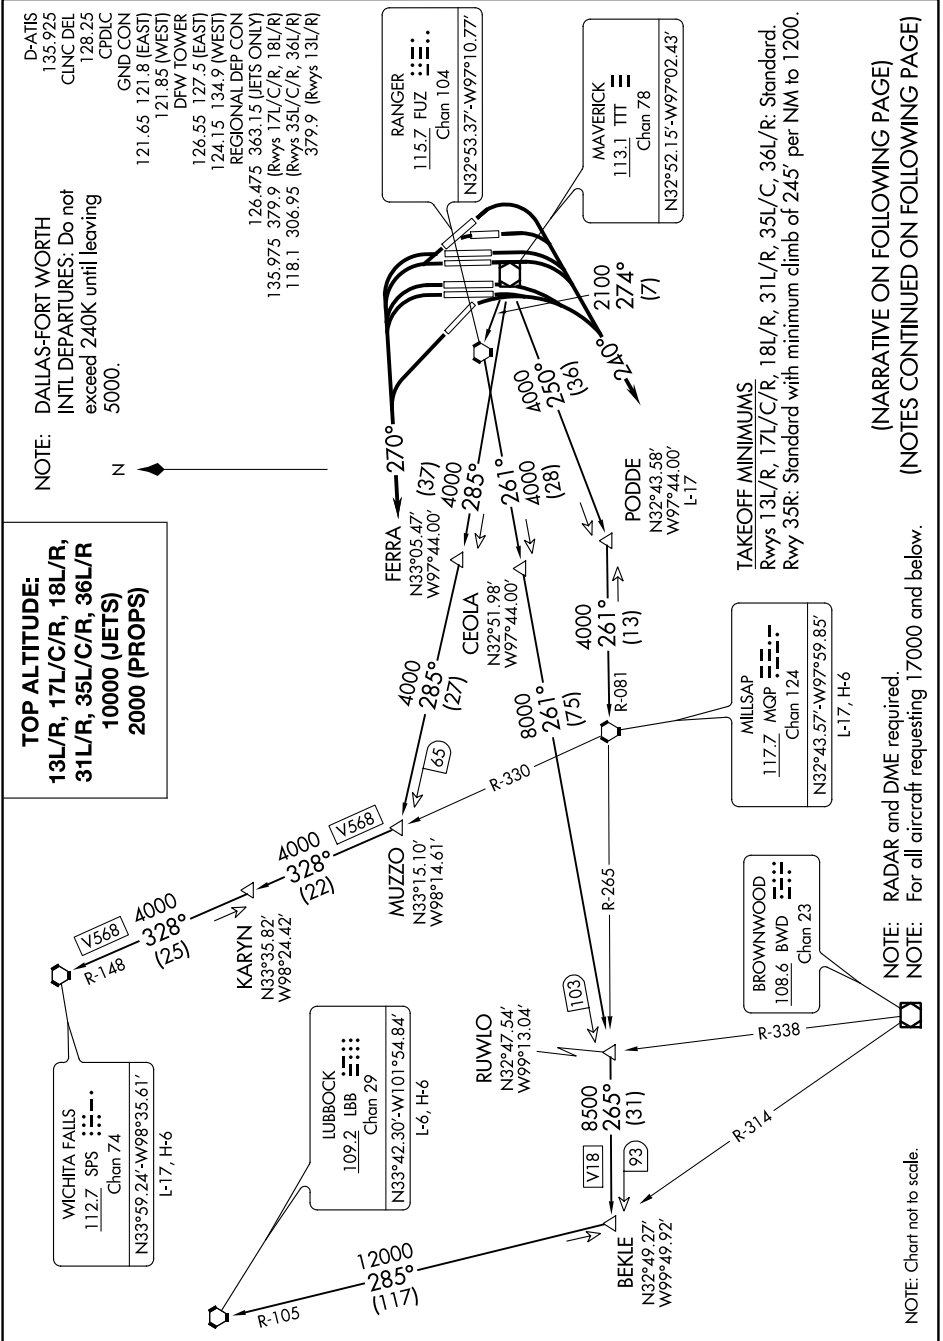 TOP ALTITUDE:
13L/R, 17L/C/R, 18L/R,
31L/R, 35L/C/R, 36L/R
10000 (JETS)
2000 (PROPS)
NOTE: DALLAS-FORT WORTH
INTL DEPARTURES: Do not
exceed 240K until leaving
5000.
N
D-ATIS
135.925
CLNC DEL
128.25
CPDLC
GND CON
121.65 121.8 (EAST)
121.85 (WEST)
DFW TOWER
126.55 127.5 (EAST)
124.15 134.9 (WEST)
REGIONAL DEP CON
126.475 363.15 (JETS ONLY)
135.975 379.9 (Rwys 17L/C/R, 18L/R)
118.1 306.95 (Rwys 35L/C/R, 36L/R)
379.9 (Rwys 13L/R)
WICHITA FALLS
112.7 SPS
Chan 74
N33°59.24'-W98°35.61'
L-17, H-6
V568
4000
328°
(25)
R-148
KARYN
N33°35.82'
W98°24.42'
4000
328°
(22)
V568
MUZZO
N33°15.10'
W98°14.61'
65
4000
285°
(27)
R-330
FERRA
N33°05.47'
W97°44.00'
270°
(37)
4000
285°
RANGER
115.7 FUZ
Chan 104
N32°53.37'-W97°10.77'
MAVERICK
113.1 TTT
Chan 78
N32°52.15'-W97°02.43'
LUBBOCK
109.2 LBB
Chan 29
N33°42.30'-W101°54.84'
L-6, H-6
12000
285°
(117)
R-105
CEOLA
N32°51.98'
W97°44.00'
261°
4000
(28)
8000
261°
(75)
4000
250°
(36)
2100
274°
(7)
240°
PODDE
N32°43.58'
W97°44.00'
L-17
4000
261°
(13)
R-081
MILLSAP
117.7 MQP
Chan 124
N32°43.57'-W97°59.85'
L-17, H-6
R-265
RUWLO
N32°47.54'
W99°13.04'
103
8500
265°
(31)
V18
93
BEKLE
N32°49.27'
W99°49.92'
R-338
R-314
BROWNWOOD
108.6 BWD
Chan 23
TAKEOFF MINIMUMS
Rwys 13L/R, 17L/C/R, 18L/R, 31L/R, 35L/C, 36L/R: Standard.
Rwy 35R: Standard with minimum climb of 245' per NM to 1200.
NOTE: RADAR and DME required.
NOTE: For all aircraft requesting 17000 and below.
(NARRATIVE ON FOLLOWING PAGE)
(NOTES CONTINUED ON FOLLOWING PAGE)
NOTE: Chart not to scale.